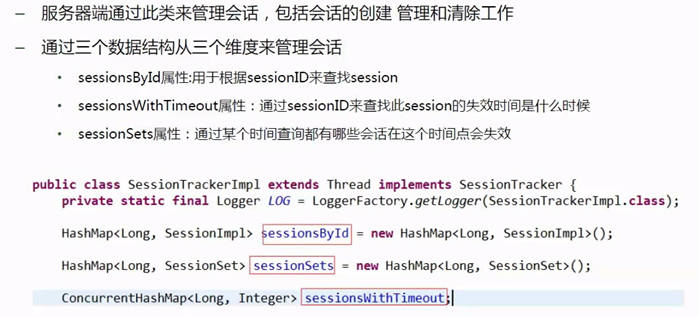 – 服务器端通过此类来管理会话，包括会话的创建 管理和清除工作
– 通过三个数据结构从三个维度来管理会话
• sessionsById属性:用于根据sessionID来查找session
• sessionsWithTimeout属性：通过sessionID来查找此session的失效时间是什么时候
• sessionSets属性：通过某个时间查询都有哪些会话在这个时间点会失效
public class SessionTrackerImpl extends Thread implements SessionTracker {
private static final Logger LOG = LoggerFactory.getLogger(SessionTrackerImpl.class);
HashMap<Long, SessionImpl> sessionsById = new HashMap<Long, SessionImpl>();
HashMap<Long, SessionSet> sessionSets = new HashMap<Long, SessionSet>();
ConcurrentHashMap<Long, Integer> sessionsWithTimeout;